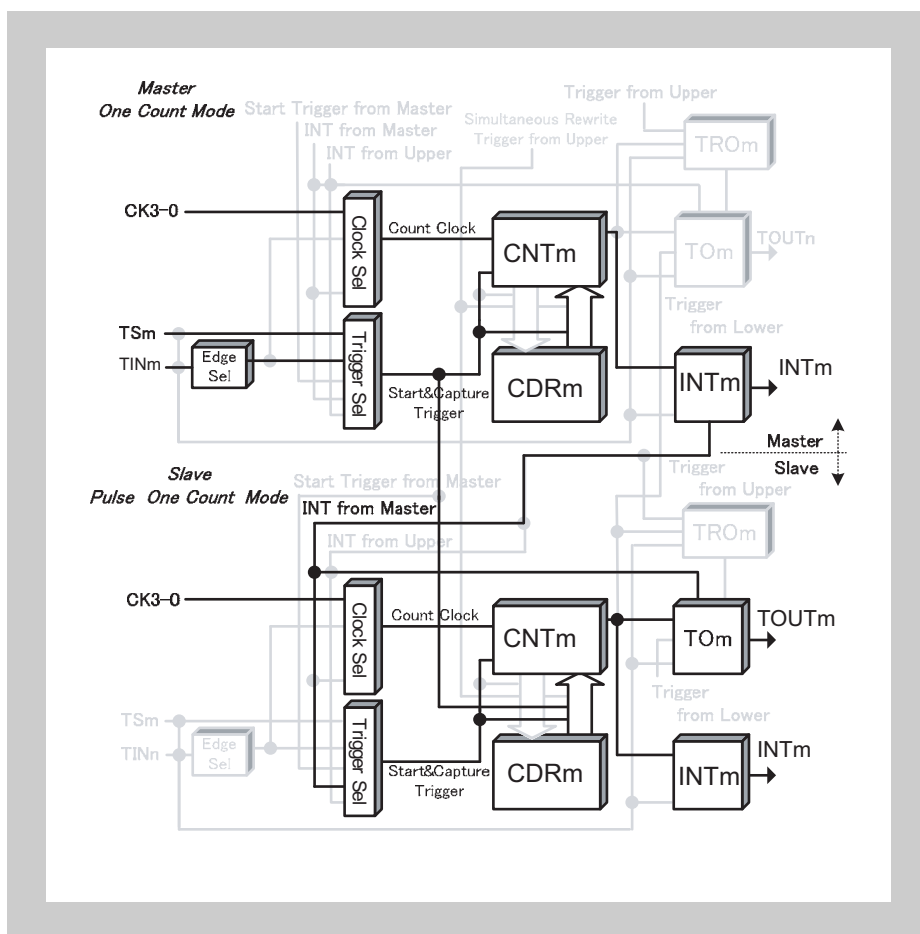 Master
One Count Mode
Start Trigger from Master
INT from Master
INT from Upper
Simultaneous Rewrite
Trigger from Upper
Trigger from Upper
TROm
CK3-0
Clock Sel
Count Clock
CNTm
TOm
TOUTn
Trigger
from Lower
TSm
TINm
Edge
Sel
Trigger Sel
Start&Capture
Trigger
CDRm
INTm
INTm
Master
Slave
Slave
Pulse One Count Mode
Start Trigger from Master
INT from Master
INT from Upper
Trigger
from Upper
TROm
CK3-0
Clock Sel
Count Clock
CNTm
TOm
TOUTm
Trigger
from Lower
TSm
TINn
Edge
Sel
Trigger Sel
Start&Capture
Trigger
CDRm
INTm
INTm